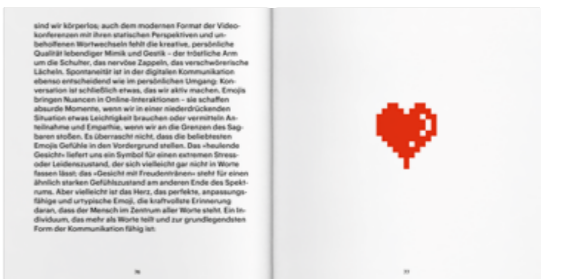 sind wir körperlos; auch dem modernen Format der Video-
konferenzen mit ihren statischen Perspektiven und un-
beholfenen Wortwechseln fehlt die kreative, persönliche
Qualität lebendiger Mimik und Gestik – der tröstliche Arm
um die Schulter, das nervöse Zappeln, das verschwörerische
Lächeln. Spontaneität ist in der digitalen Kommunikation
ebenso entscheidend wie im persönlichen Umgang: Kon-
versation ist schließlich etwas, das wir aktiv machen. Emojis
bringen Nuancen in Online-Interaktionen – sie schaffen
absurde Momente, wenn wir in einer niederdrückenden
Situation etwas Leichtigkeit brauchen oder vermitteln An-
teilnahme und Empathie, wenn wir an die Grenzen des Sag-
baren stoßen. Es überrascht nicht, dass die beliebtesten
Emojis Gefühle in den Vordergrund stellen. Das »heulende
Gesicht« liefert uns ein Symbol für einen extremen Stress-
oder Leidenszustand, der sich vielleicht gar nicht in Worte
fassen lässt; das »Gesicht mit Freudentränen« steht für einen
ähnlich starken Gefühlszustand am anderen Ende des Spekt-
rums. Aber vielleicht ist das Herz, das perfekte, anpassungs-
fähige und urtypische Emoji, die kraftvollste Erinnerung
daran, dass der Mensch im Zentrum aller Worte steht. Ein In-
dividuum, das mehr als Worte teilt und zur grundlegendsten
Form der Kommunikation fähig ist.